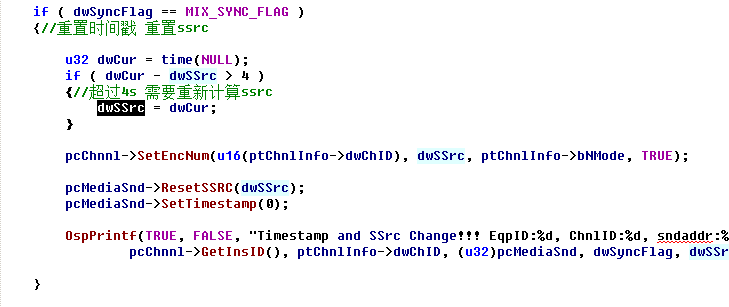 if ( dwSyncFlag == MIX_SYNC_FLAG )
{//重置时间戳 重置ssrc
u32 dwCur = time(NULL);
if ( dwCur - dwSSrc > 4 )
{//超过4s 需要重新计算ssrc
dwSSrc = dwCur;
}
pcChnnl->SetEncNum(u16(ptChnlInfo->dwChID), dwSSrc, ptChnlInfo->bNMode, TRUE);
pcMediaSnd->ResetSSRC(dwSSrc);
pcMediaSnd->SetTimestamp(0);
OspPrintf(TRUE, FALSE, "Timestamp and SSrc Change!!! EqpID:%d, ChnlID:%d, sndaddr:%
pcChnnl->GetInsID(), ptChnlInfo->dwChID, (u32)pcMediaSnd, dwSyncFlag, dwSSr
}